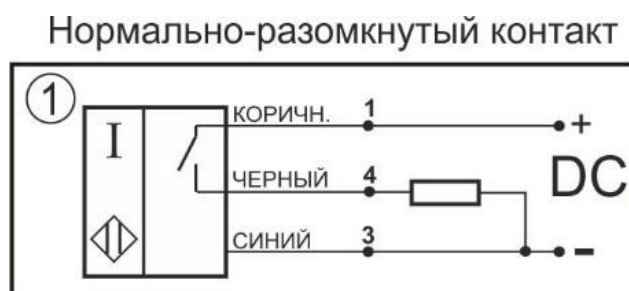 Нормально-разомкнутый контакт
1
I
КОРИЧН. 1 +
ЧЕРНЫЙ 4 DC
СИНИЙ 3 -